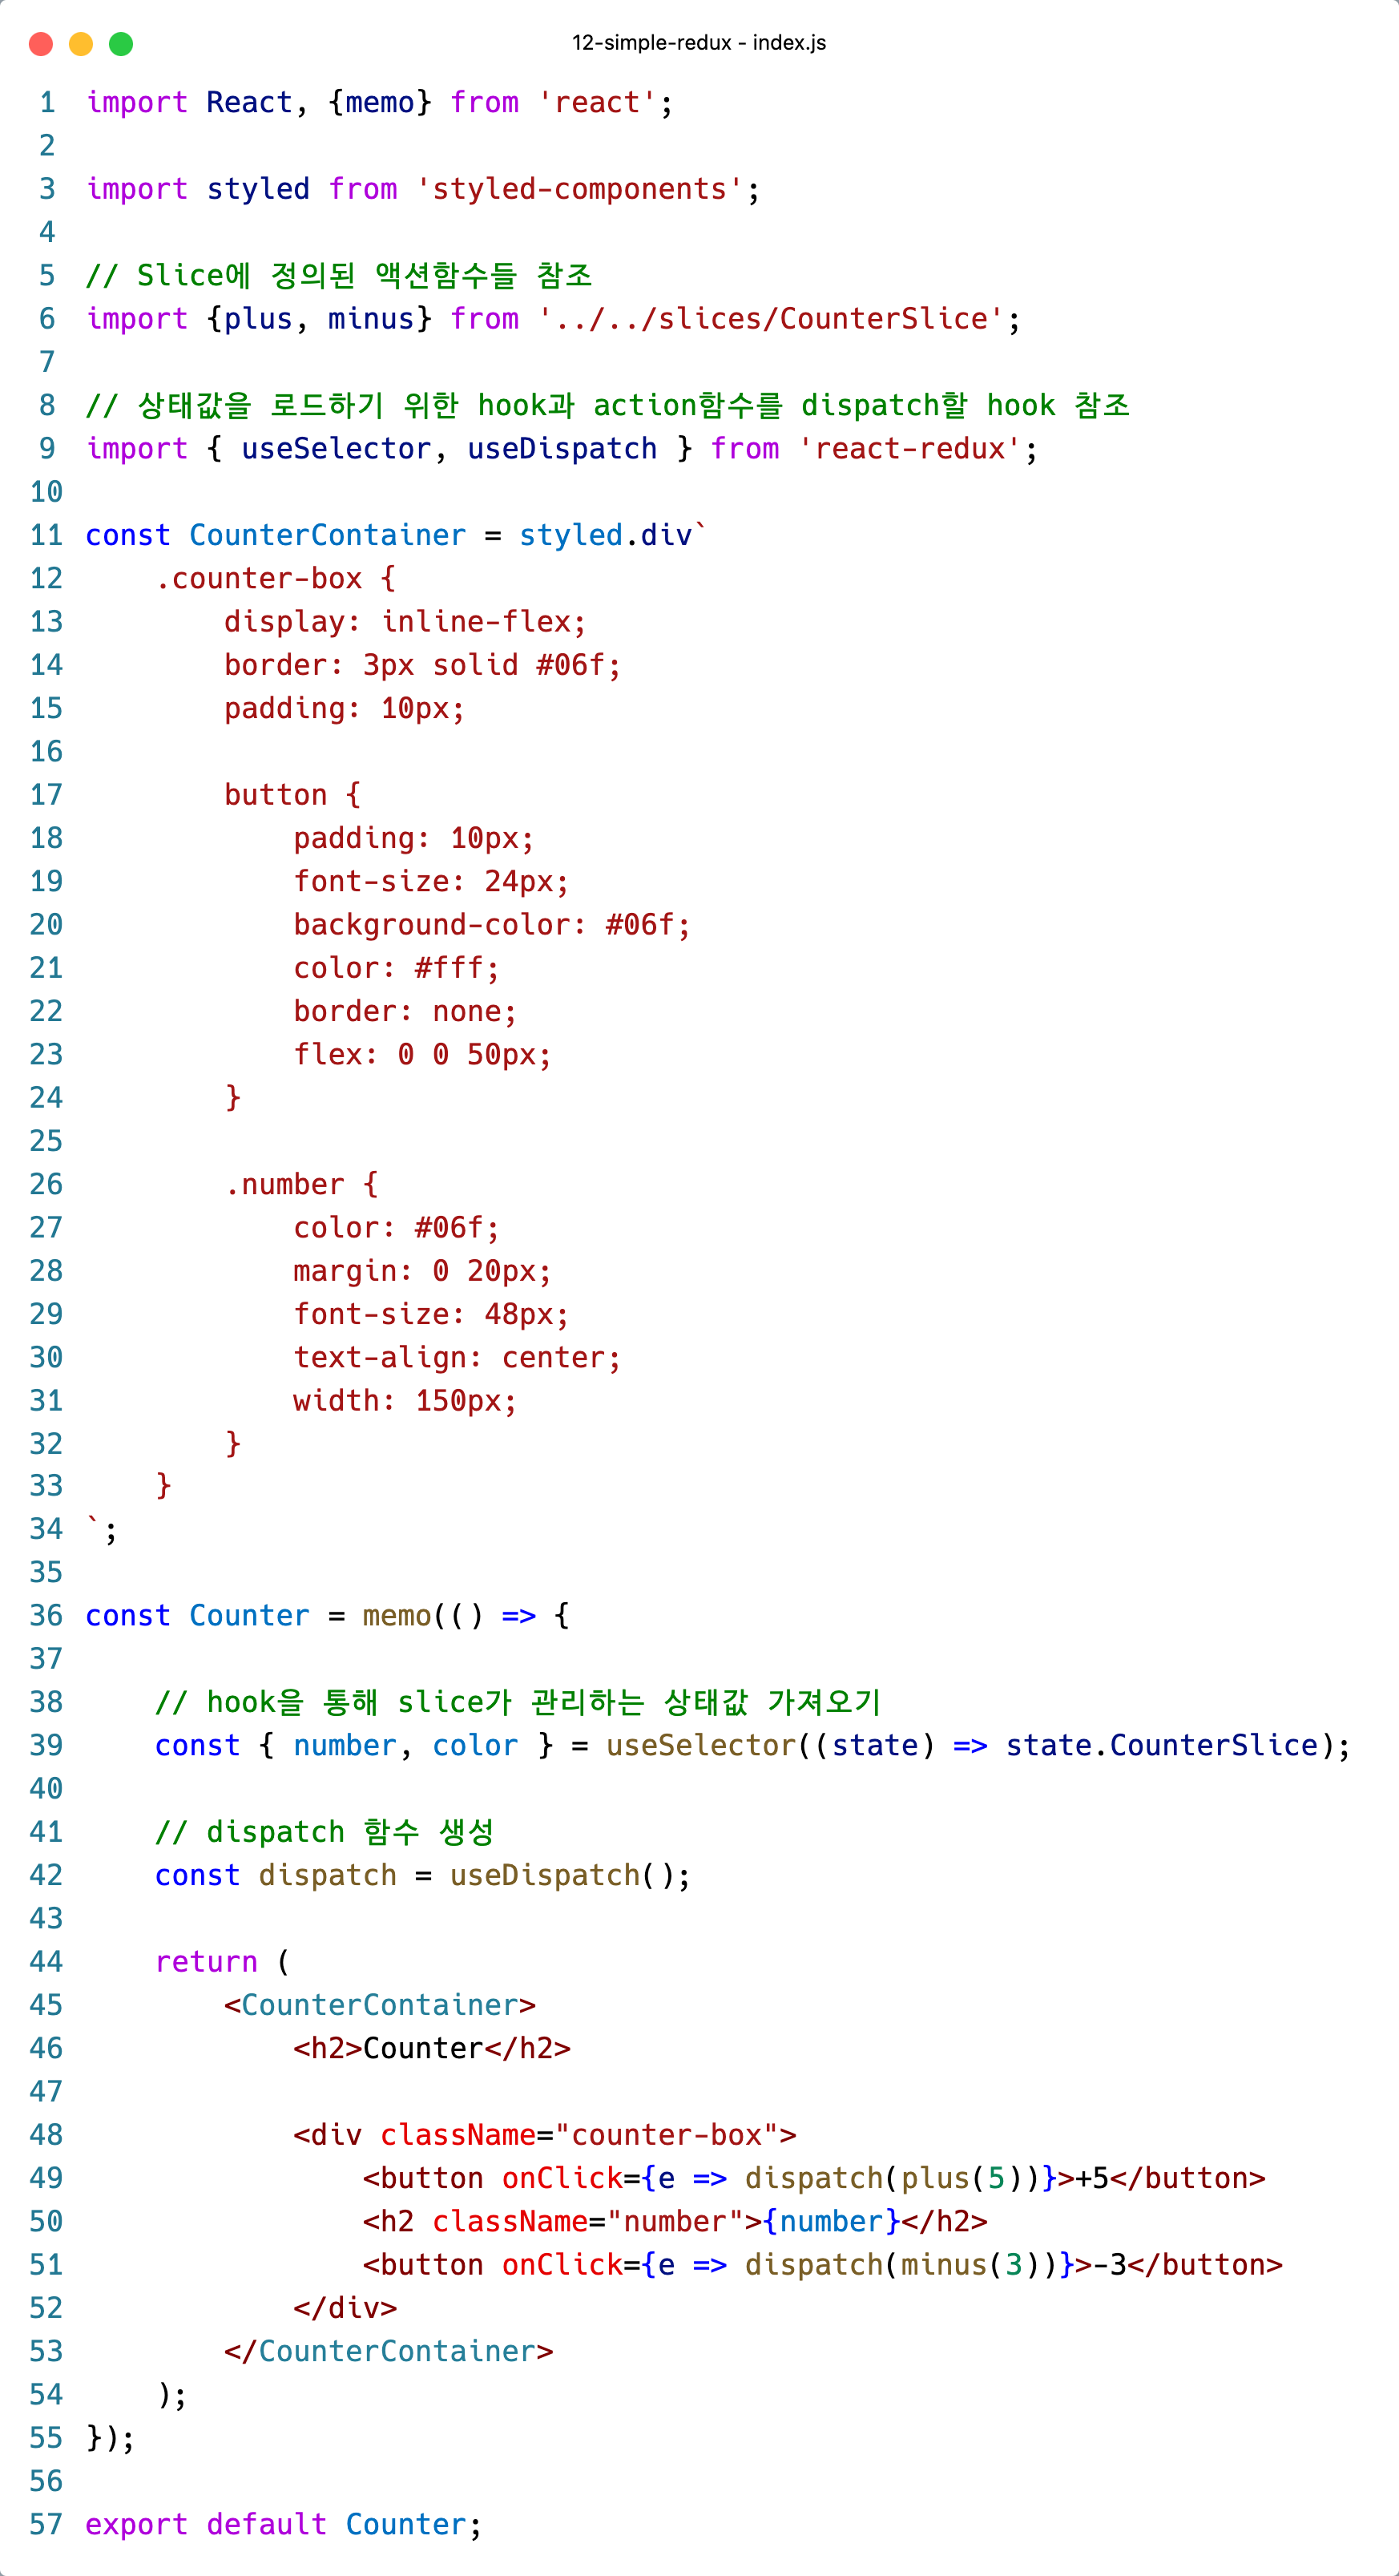 12-simple-redux - index.js
1 import React, {memo} from 'react';
2
3 import styled from 'styled-components';
4
5 // Slice에 정의된 액션함수들 참조
6 import {plus, minus} from '../../slices/CounterSlice';
7
8 // 상태값을 로드하기 위한 hook과 action함수를 dispatch할 hook 참조
9 import { useSelector, useDispatch } from 'react-redux';
10
11 const CounterContainer = styled.div`
12     .counter-box {
13         display: inline-flex;
14         border: 3px solid #06f;
15         padding: 10px;
16
17         button {
18             padding: 10px;
19             font-size: 24px;
20             background-color: #06f;
21             color: #fff;
22             border: none;
23             flex: 0 0 50px;
24         }
25
26         .number {
27             color: #06f;
28             margin: 0 20px;
29             font-size: 48px;
30             text-align: center;
31             width: 150px;
32         }
33     }
34 `;
35
36 const Counter = memo(() => {
37
38     // hook을 통해 slice가 관리하는 상태값 가져오기
39     const { number, color } = useSelector((state) => state.CounterSlice);
40
41     // dispatch 함수 생성
42     const dispatch = useDispatch();
43
44     return (
45         <CounterContainer>
46             <h2>Counter</h2>
47
48             <div className="counter-box">
49                 <button onClick={e => dispatch(plus(5))}>+5</button>
50                 <h2 className="number">{number}</h2>
51                 <button onClick={e => dispatch(minus(3))}>-3</button>
52             </div>
53         </CounterContainer>
54     );
55 });
56
57 export default Counter;